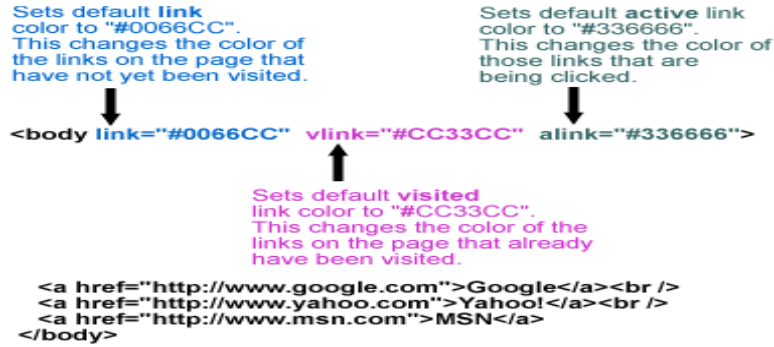 Sets default link
color to "#0066CC".
This changes the color of
the links on the page that
have not yet been visited.
Sets default active link
color to "#336666".
This changes the color of
those links that are
being clicked.
<body link="#0066CC" vlink="#CC33CC" alink="#336666">
Sets default visited
link color to "#CC33CC".
This changes the color of the
links on the page that already
have been visited.
<a href="http://www.google.com">Google</a><br />
<a href="http://www.yahoo.com">Yahoo!</a><br />
<a href="http://www.msn.com">MSN</a>
</body>